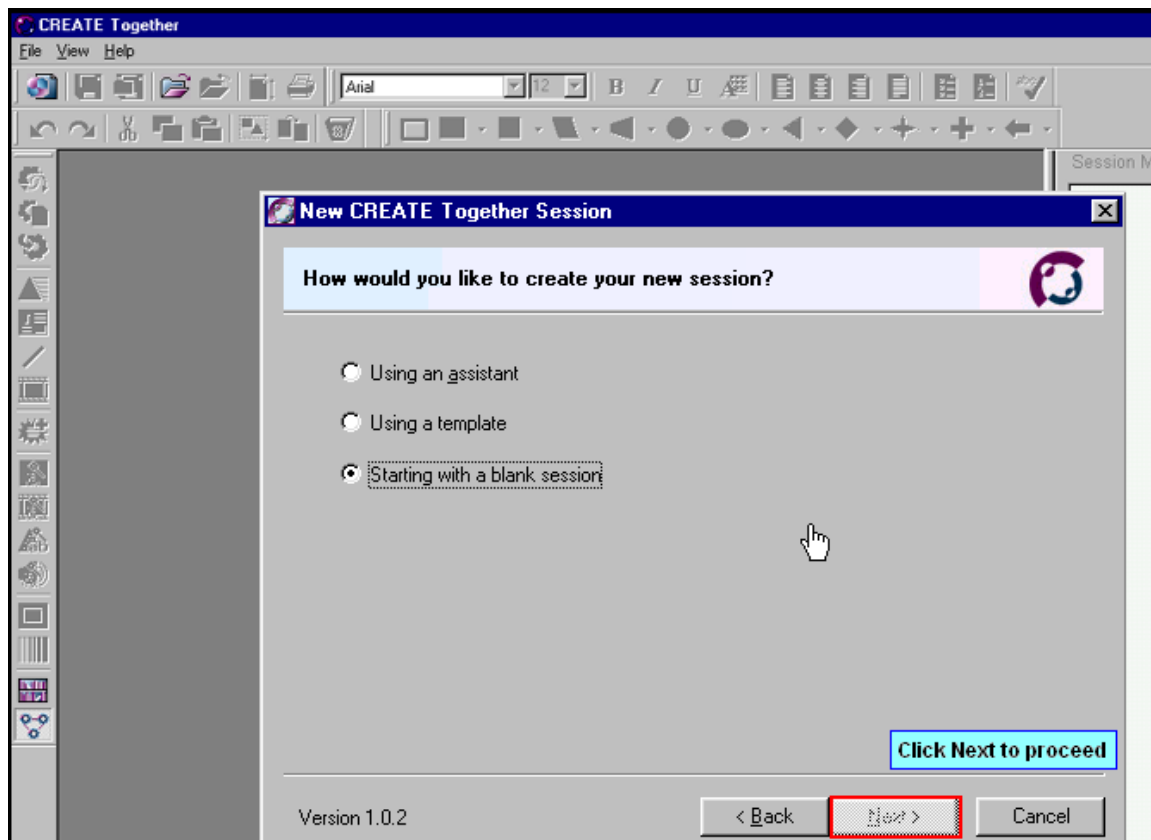 CREATE Together
File View Help
Arial 12 B I U
Session M
New CREATE Together Session
How would you like to create your new session?
Using an assistant
Using a template
Starting with a blank session
Click Next to proceed
Version 1.0.2 < Back Next > Cancel